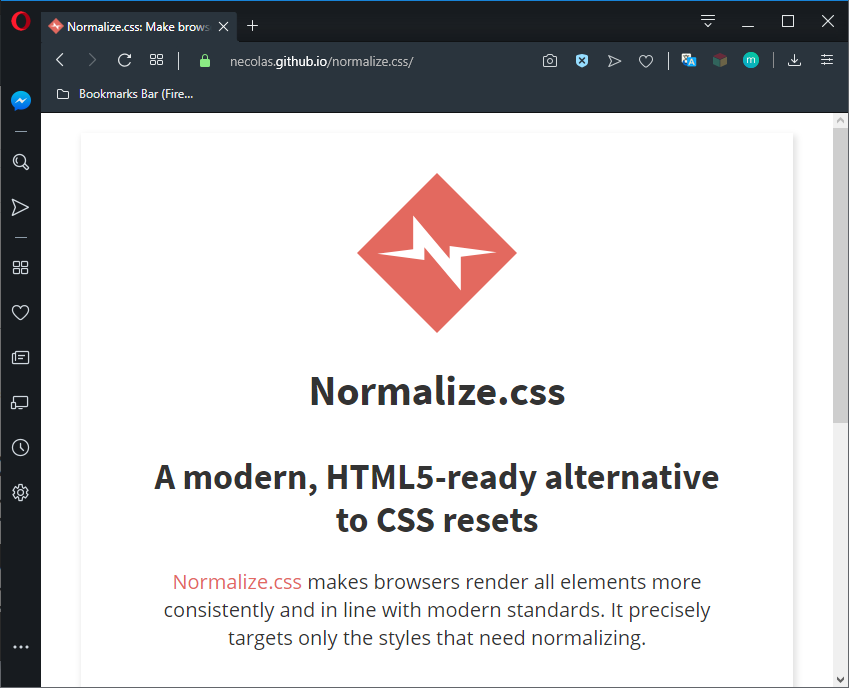 Normalize.css: Make brows
necolas.github.io/normalize.css/
m
Bookmarks Bar (Fire...
Normalize.css
A modern, HTML5-ready alternative
to CSS resets
Normalize.css makes browsers render all elements more
consistently and in line with modern standards. It precisely
targets only the styles that need normalizing.